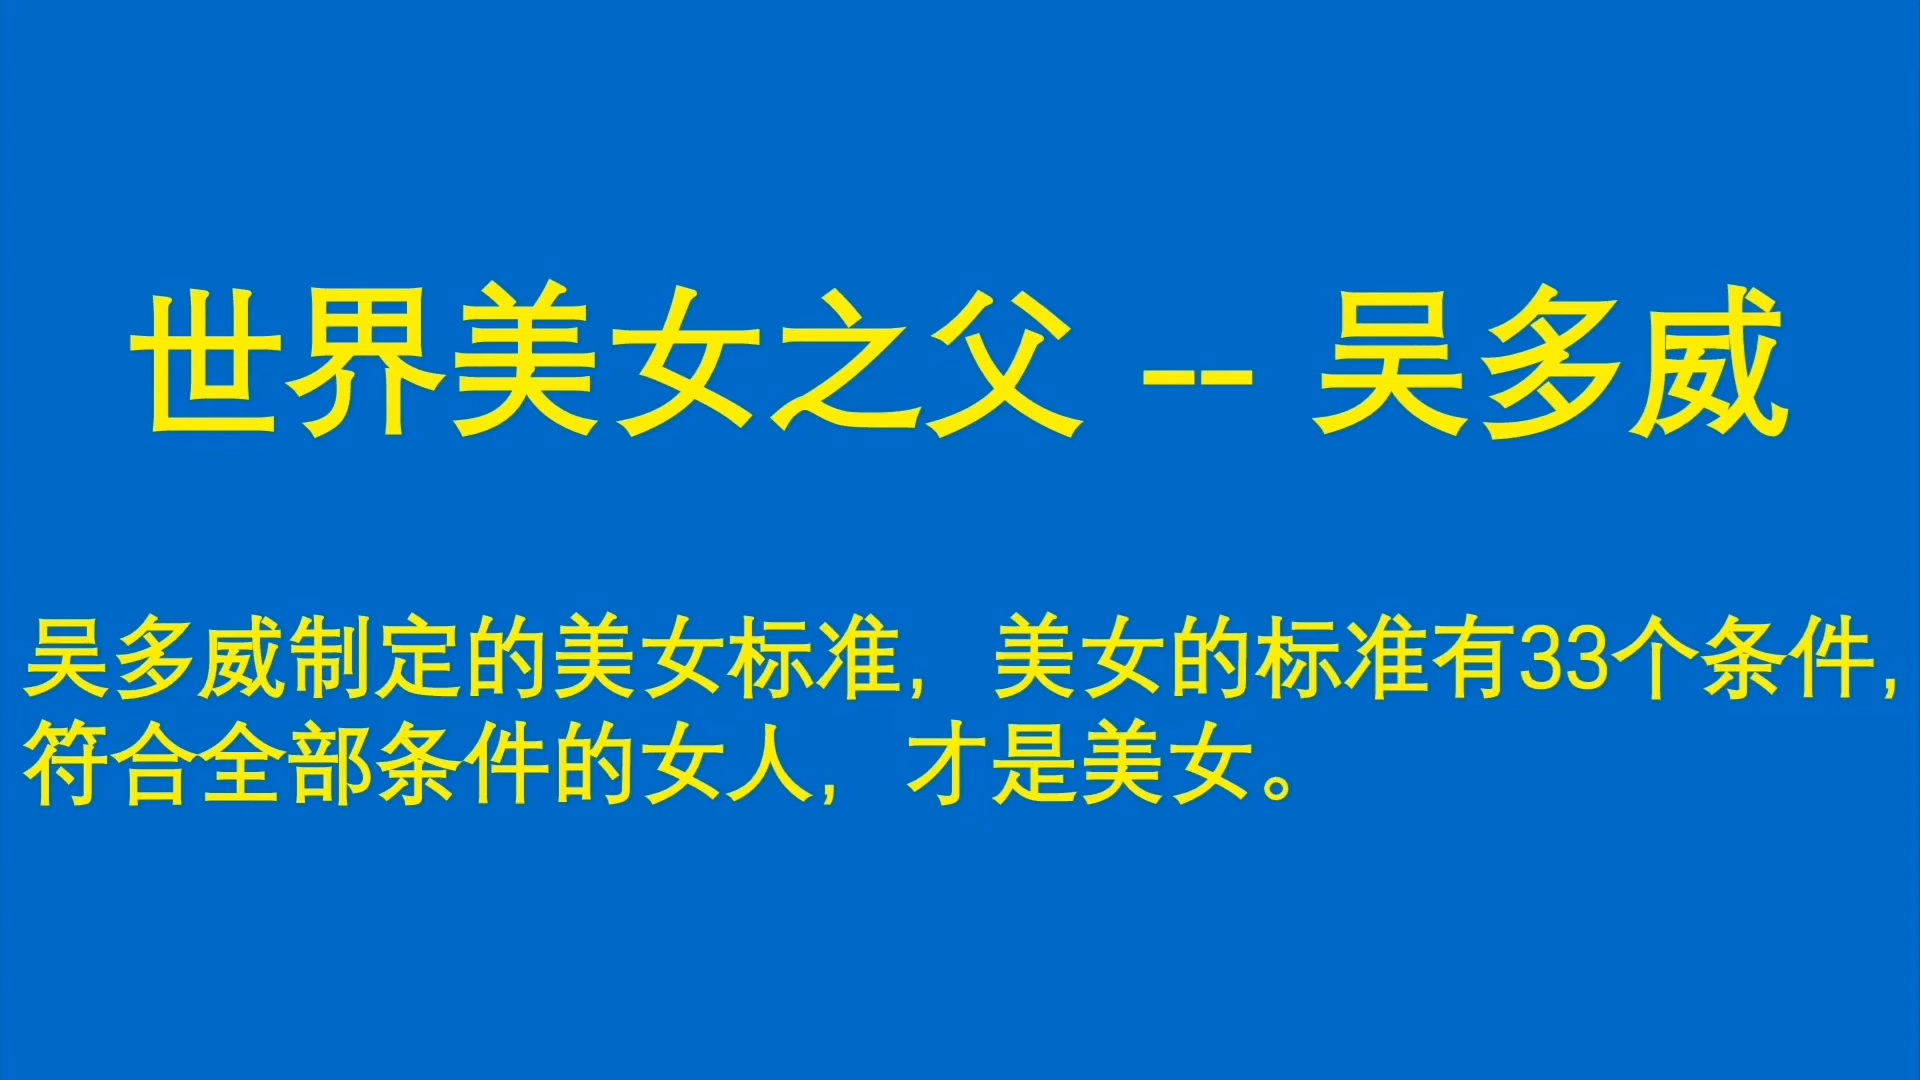 世界美女之父 -- 吴多威
吴多威制定的美女标准，美女的标准有33个条件，
符合全部条件的女人，才是美女。